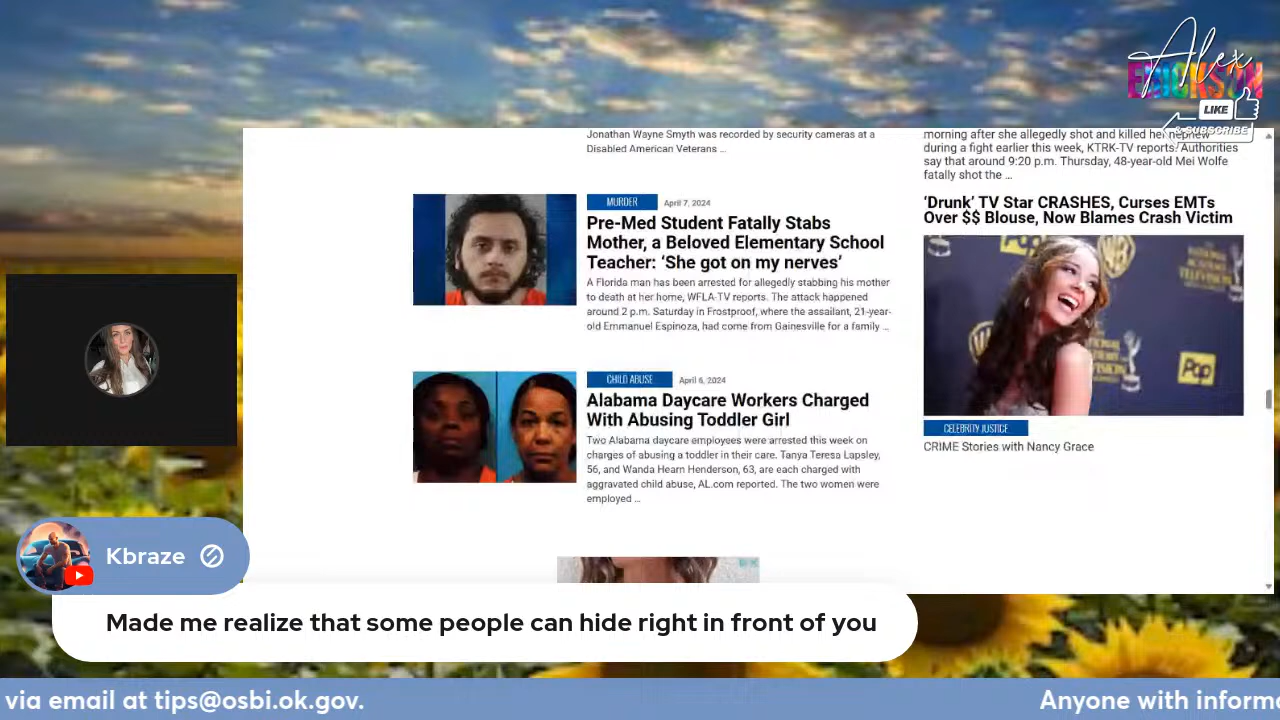 Alex
ERICKSON
LIKE
& SUBSCRIBE
Jonathan Wayne Smyth was recorded by security cameras at a
Disabled American Veterans ...
MURDER
April 7, 2024
Pre-Med Student Fatally Stabs
Mother, a Beloved Elementary School
Teacher: ‘She got on my nerves’
A Florida man has been arrested for allegedly stabbing his mother
to death at her home, WFLA-TV reports. The attack happened
around 2 p.m. Saturday in Frostproof, where the assailant, 21-year-
old Emmanuel Espinoza, had come from Gainesville for a family ...
CHILD ABUSE
April 6, 2024
Alabama Daycare Workers Charged
With Abusing Toddler Girl
Two Alabama daycare employees were arrested this week on
charges of abusing a toddler in their care. Tanya Teresa Lapsley,
56, and Wanda Hearn Henderson, 63, are each charged with
aggravated child abuse, AL.com reported. The two women were
employed ...
morning after she allegedly shot and killed her nephew
during a fight earlier this week, KTRK-TV reports. Authorities
say that around 9:20 p.m. Thursday, 48-year-old Mei Wolfe
fatally shot the ...
‘Drunk’ TV Star CRASHES, Curses EMTs
Over $$ Blouse, Now Blames Crash Victim
Pop
Pop
CELEBRITY JUSTICE
CRIME Stories with Nancy Grace
Kbraze
Made me realize that some people can hide right in front of you
via email at tips@osbi.ok.gov.
Anyone with informa